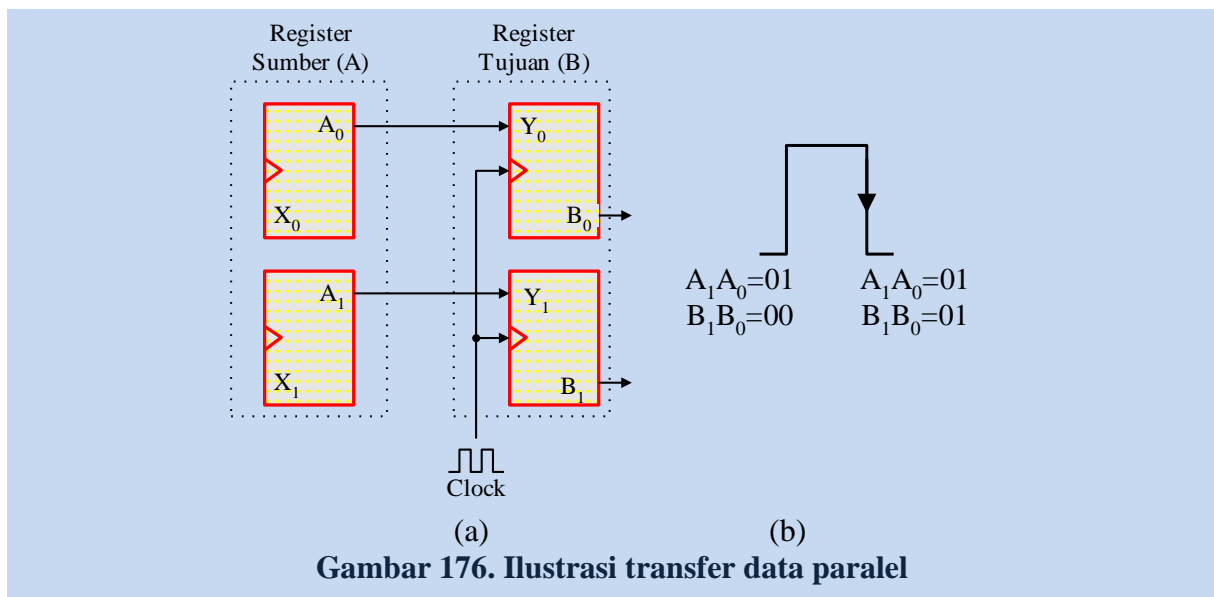 Register
Sumber (A)
Register
Tujuan (B)
A₀
Y₀
X₀
B₀
A₁
Y₁
X₁
B₁
Clock
A₁A₀=01
B₁B₀=00
A₁A₀=01
B₁B₀=01
(a)
(b)
Gambar 176. Ilustrasi transfer data paralel